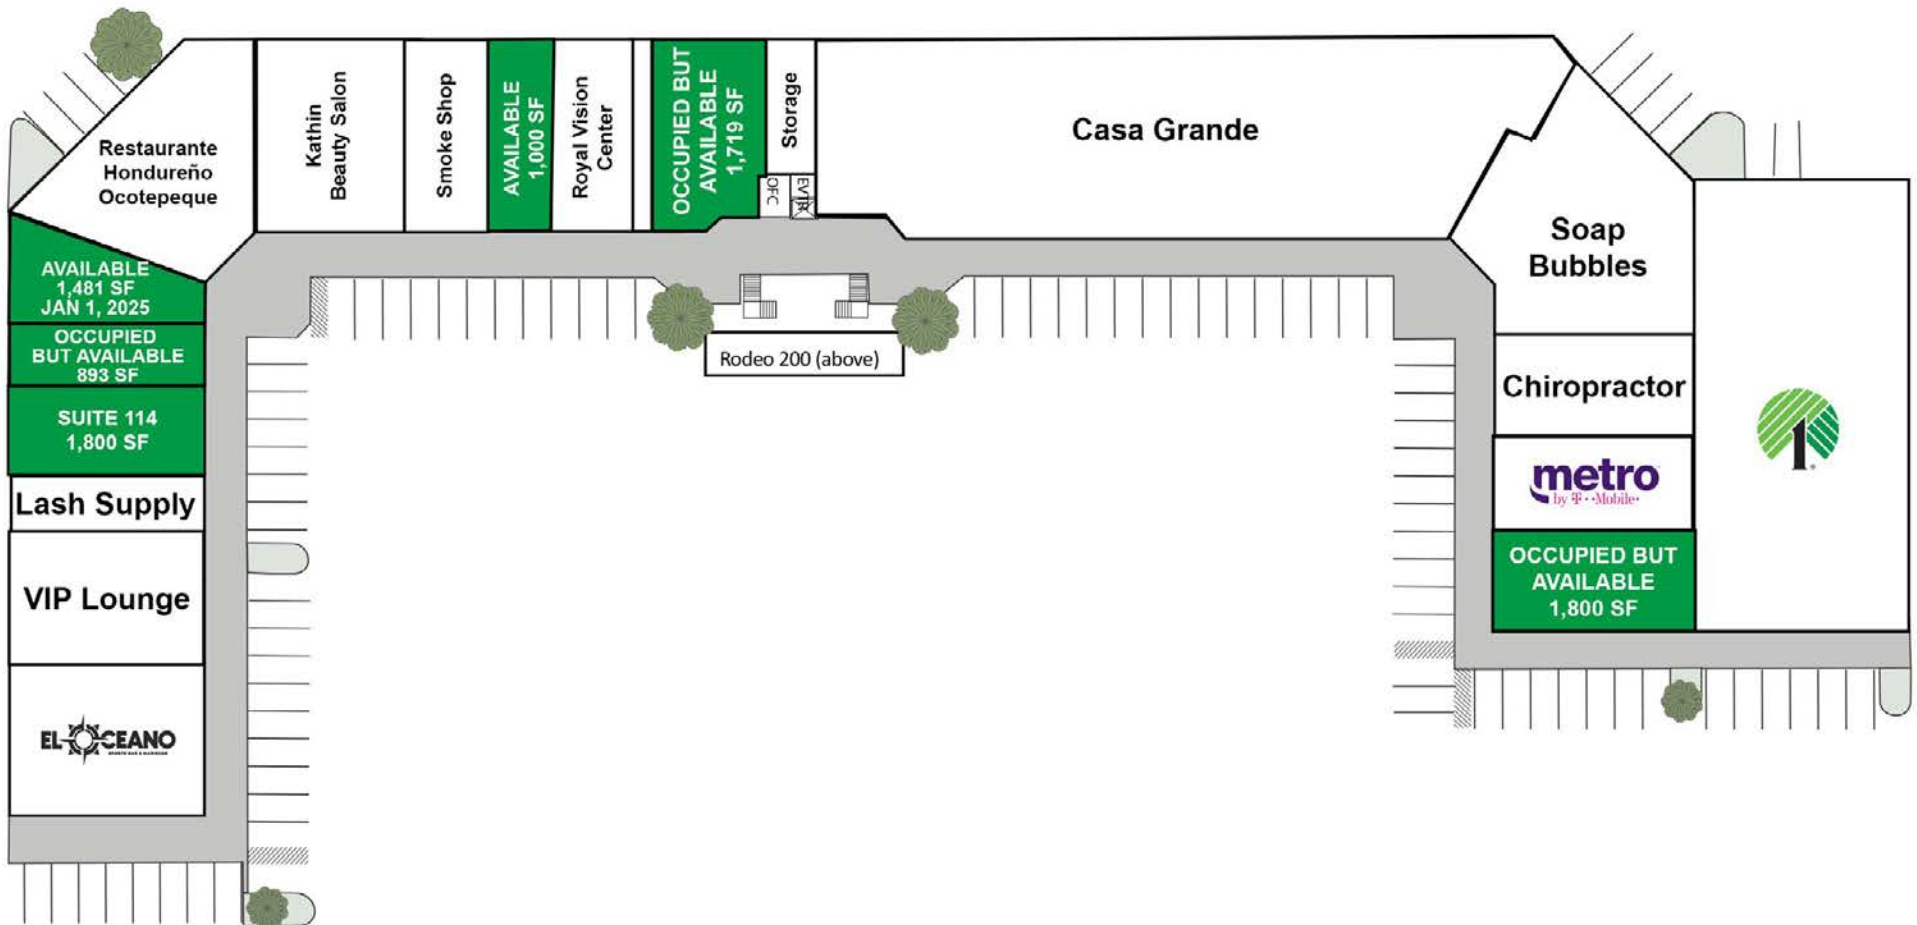 Restaurante
Hondureño
Ocotepeque
Kathin
Beauty Salon
Smoke Shop
AVAILABLE
1,000 SF
Royal Vision
Center
OCCUPIED BUT
AVAILABLE
1,719 SF
Storage
OFC
Casa Grande
Soap
Bubbles
AVAILABLE
1,481 SF
JAN 1, 2025
OCCUPIED
BUT AVAILABLE
893 SF
SUITE 114
1,800 SF
Lash Supply
VIP Lounge
EL OCEANO
Rodeo 200 (above)
Chiropractor
metro
by T-Mobile
OCCUPIED BUT
AVAILABLE
1,800 SF
1